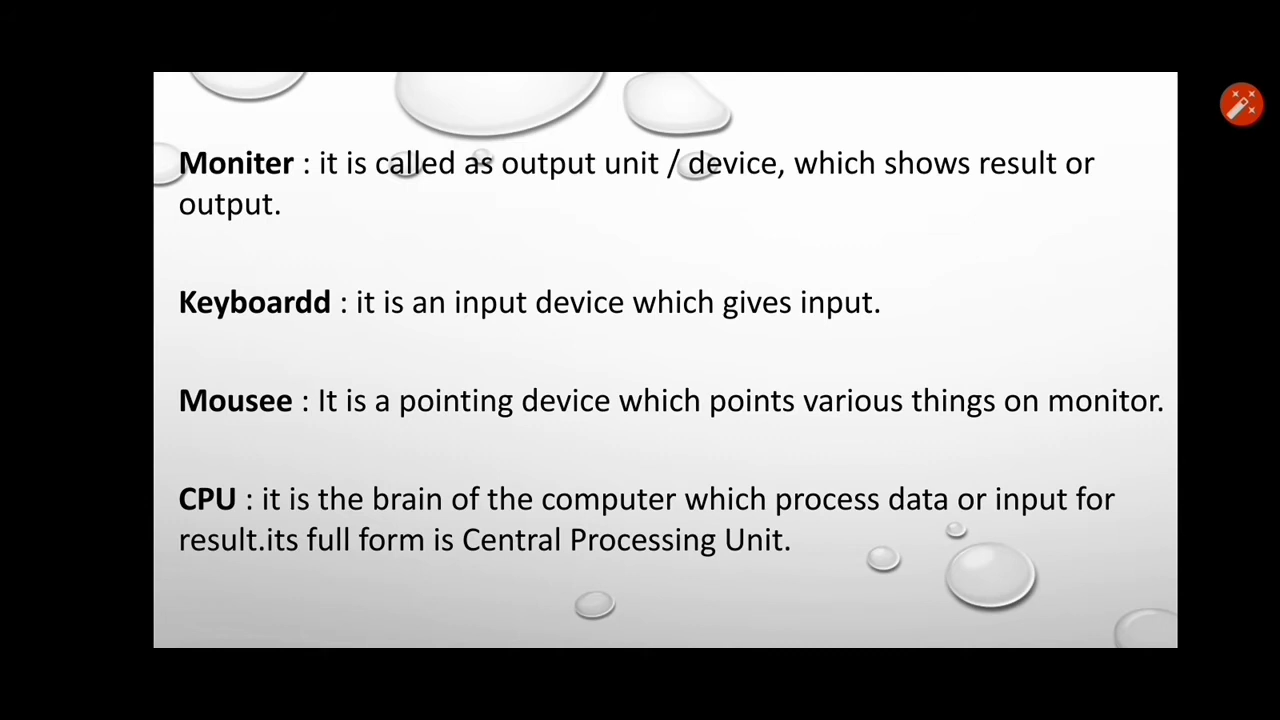 Moniter : it is called as output unit / device, which shows result or
output.
Keyboardd : it is an input device which gives input.
Mousee : It is a pointing device which points various things on monitor.
CPU : it is the brain of the computer which process data or input for
result.its full form is Central Processing Unit.